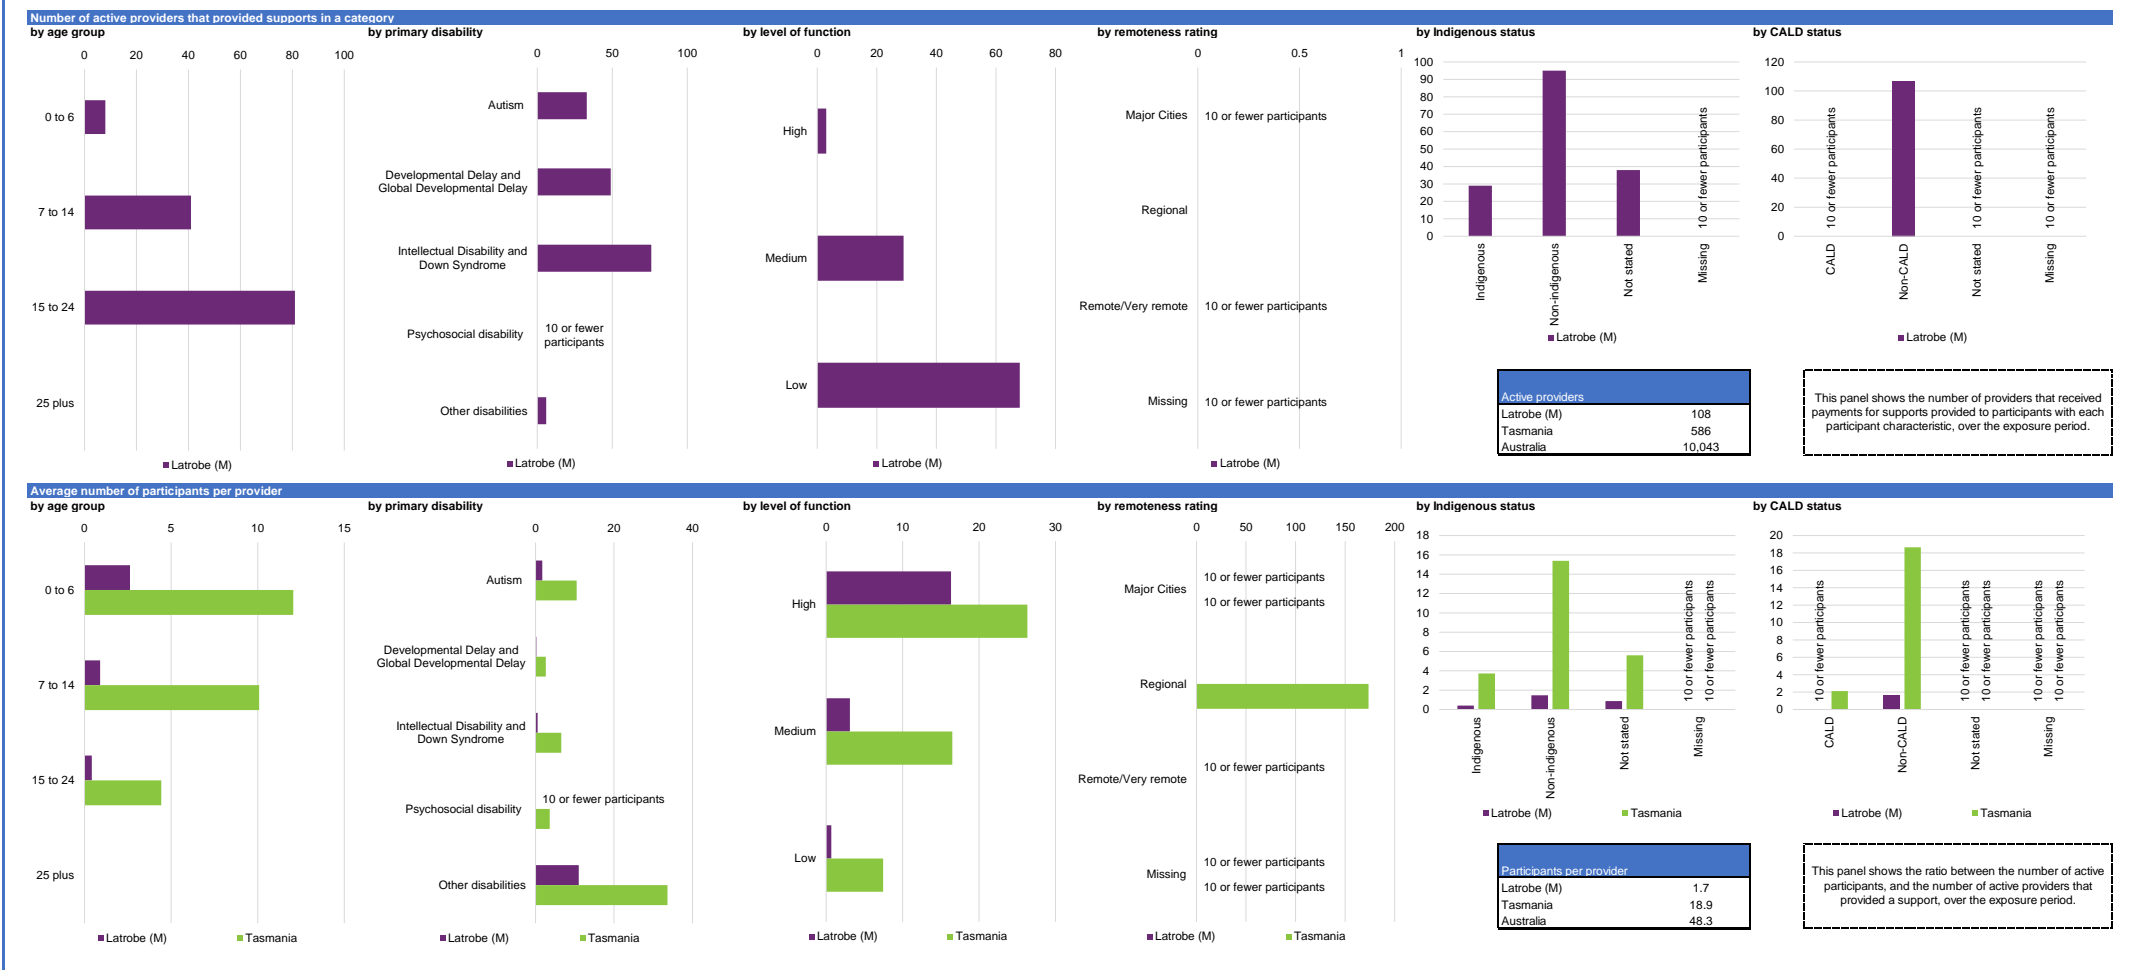 Number of active providers that provided supports in a category
by age group
0 20 40 60 80 100
0 to 6
7 to 14
15 to 24
25 plus
Latrobe (M)
by primary disability
0 50 100
Autism
Developmental Delay and
Global Developmental Delay
Intellectual Disability and
Down Syndrome
Psychosocial disability
10 or fewer
participants
Other disabilities
Latrobe (M)
by level of function
0 20 40 60 80
High
Medium
Low
Latrobe (M)
by remoteness rating
0 0.5 1
Major Cities 10 or fewer participants
Regional
Remote/Very remote 10 or fewer participants
Missing 10 or fewer participants
Latrobe (M)
by Indigenous status
100
90
80
70
60
50
40
30
20
10
0
10 or fewer participants
Indigenous
Non-indigenous
Not stated
Missing
Latrobe (M)
by CALD status
120
100
80
60
40
20
0
10 or fewer participants
10 or fewer participants
10 or fewer participants
CALD
Non-CALD
Not stated
Missing
Latrobe (M)
Active providers
Latrobe (M) 108
Tasmania 586
Australia 10,043
This panel shows the number of providers that received
payments for supports provided to participants with each
participant characteristic, over the exposure period.
Average number of participants per provider
by age group
0 5 10 15
0 to 6
7 to 14
15 to 24
25 plus
Latrobe (M) Tasmania
by primary disability
0 20 40
Autism
Developmental Delay and
Global Developmental Delay
Intellectual Disability and
Down Syndrome
Psychosocial disability
10 or fewer participants
Other disabilities
Latrobe (M) Tasmania
by level of function
0 10 20 30
High
Medium
Low
Latrobe (M) Tasmania
by remoteness rating
0 50 100 150 200
Major Cities
10 or fewer participants
10 or fewer participants
Regional
Remote/Very remote
10 or fewer participants
Missing
10 or fewer participants
10 or fewer participants
Latrobe (M) Tasmania
by Indigenous status
18
16
14
12
10
8
6
4
2
0
10 or fewer participants
10 or fewer participants
Indigenous
Non-indigenous
Not stated
Missing
Latrobe (M) Tasmania
by CALD status
20
18
16
14
12
10
8
6
4
2
0
10 or fewer participants
10 or fewer participants
10 or fewer participants
10 or fewer participants
10 or fewer participants
CALD
Non-CALD
Not stated
Missing
Latrobe (M) Tasmania
Participants per provider
Latrobe (M) 1.7
Tasmania 18.9
Australia 48.3
This panel shows the ratio between the number of active
participants, and the number of active providers that
provided a support, over the exposure period.